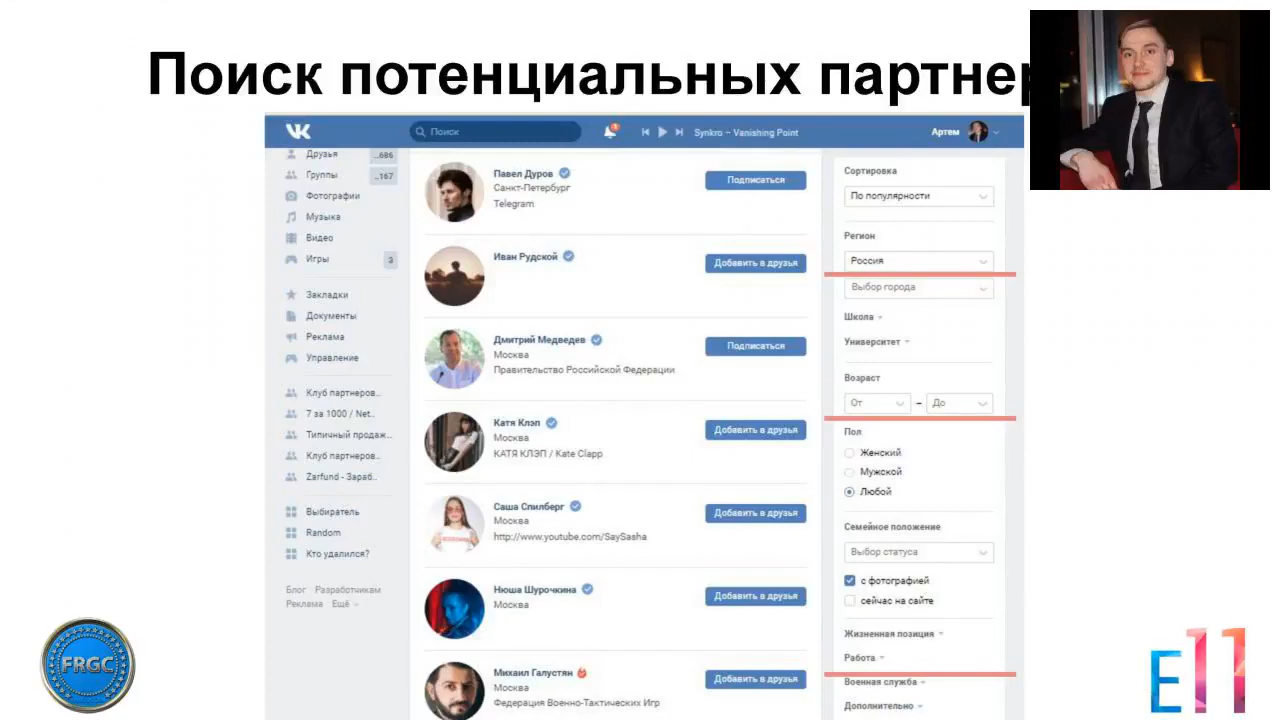 Поиск потенциальных партнер
Поиск
Synkro – Vanishing Point
Артем
Друзья
..686
Группы
..167
Фотографии
Музыка
Видео
Игры
3
Закладки
Документы
Реклама
Управление
Клуб партнеров..
7 за 1000 / Net..
Типичный продаж..
Клуб партнеров..
Zarfund - Зараб..
Выбиратель
Random
Кто удалился?
Блог Разработчикам
Реклама Ещё
Павел Дуров
Санкт-Петербург
Telegram
Подписаться
Иван Рудской
Добавить в друзья
Дмитрий Медведев
Москва
Правительство Российской Федерации
Подписаться
Катя Клэп
Москва
КАТЯ КЛЭП / Kate Clapp
Добавить в друзья
Саша Спилберг
Москва
http://www.youtube.com/SaySasha
Добавить в друзья
Нюша Шурочкина
Москва
Добавить в друзья
Михаил Галустян
Москва
Федерация Военно-Тактических Игр
Добавить в друзья
Сортировка
По популярности
Регион
Россия
Выбор города
Школа
Университет
Возраст
От – До
Пол
Женский
Мужской
Любой
Семейное положение
Выбор статуса
с фотографией
сейчас на сайте
Жизненная позиция
Работа
Военная служба
Дополнительно
FRGC
E11